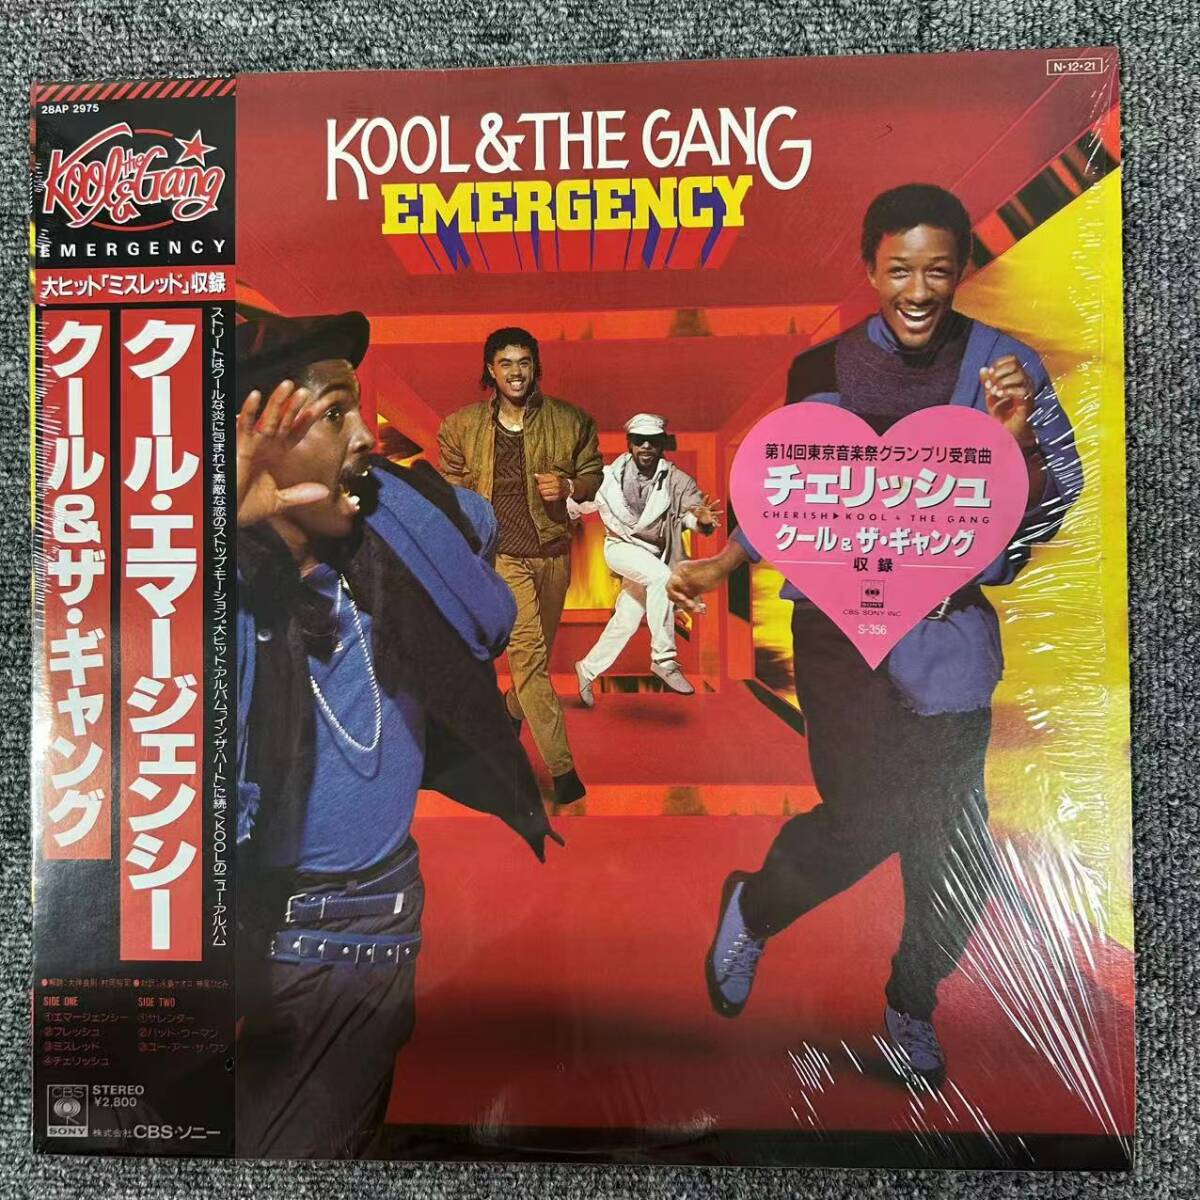 28AP 2975
Kool & the Gang
EMERGENCY
大ヒット「ミスレッド」収録
クール・エマージェンシー
クール&ザ・ギャング
ストリートはクールな炎に包まれて素敵な恋のストップ・モーション。大ヒット・アルバム「イン・ザ・ハート」に続くKOOLのニュー・アルバム
SIDE ONE
①エマージェンシー
②フレッシュ
③ミスレッド
④チェリッシュ
SIDE TWO
①サレンダー
②バッド・ウーマン
③ユー・アー・ザ・ワン
CBS
SONY
STEREO
¥2,800
株式会社CBS・ソニー
N・12・21
KOOL & THE GANG
EMERGENCY
第14回東京音楽祭グランプリ受賞曲
チェリッシュ
CHERISH▶KOOL & THE GANG
クール&ザ・ギャング
収録
SONY
CBS SONY INC
S-356